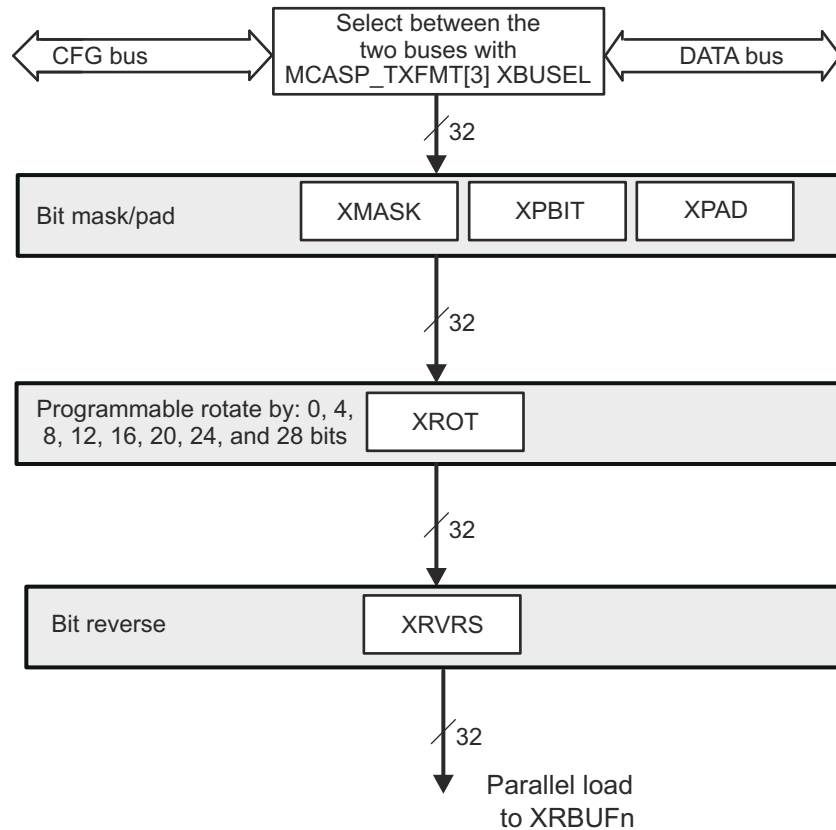 Select between the
two buses with
MCASP_TXFMT[3] XBUSEL
CFG bus
DATA bus
32
Bit mask/pad
XMASK
XPBIT
XPAD
32
Programmable rotate by: 0, 4,
8, 12, 16, 20, 24, and 28 bits
XROT
32
Bit reverse
XRVRS
32
Parallel load
to XRBUFn